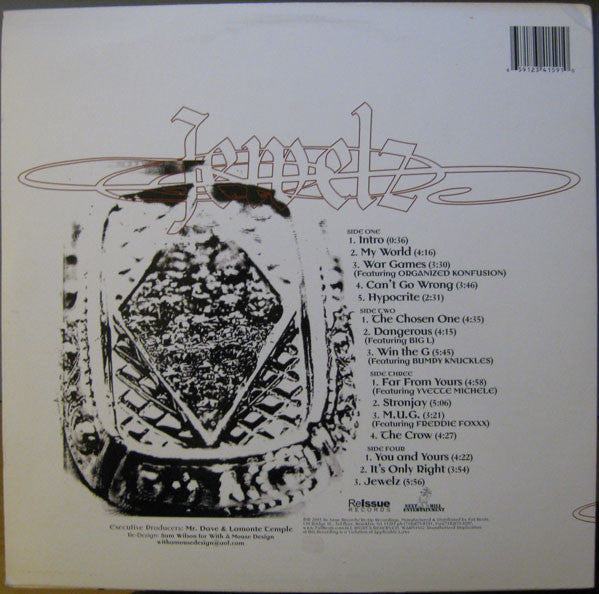 6 59123 41591 6
Jewelz
SIDE ONE
1. Intro (0:36)
2. My World (4:16)
3. War Games (3:30)
(Featuring ORGANIZED KONFUSION)
4. Can't Go Wrong (3:46)
5. Hypocrite (2:31)
SIDE TWO
1. The Chosen One (4:35)
2. Dangerous (4:15)
(Featuring BIG L)
3. Win the G (5:45)
(Featuring BUMPY KNUCKLES)
SIDE THREE
1. Far From Yours (4:58)
(Featuring YVETTE MICHELE)
2. Stronjay (5:06)
3. M.U.G. (3:21)
(Featuring FREDDIE FOXXX)
4. The Crow (4:27)
SIDE FOUR
1. You and Yours (4:22)
2. It's Only Right (3:54)
3. Jewelz (5:56)
ReIssue
RECORDS
ENTERTAINMENT
Executive Producers: Mr. Dave & Lamonte Temple
Re-Design: Sam Wilson for With A Mouse Design
withamousedesign@aol.com